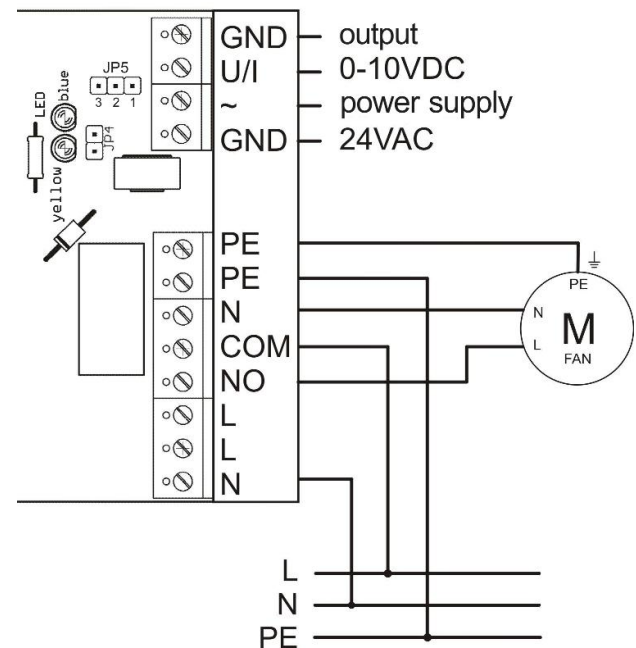 GND output
U/I 0-10VDC
~ power supply
GND 24VAC
JP5
3 2 1
LED
blue
JP4
yellow
PE
PE
N
COM
NO
L
L
N
PE
N
L
M
FAN
L
N
PE